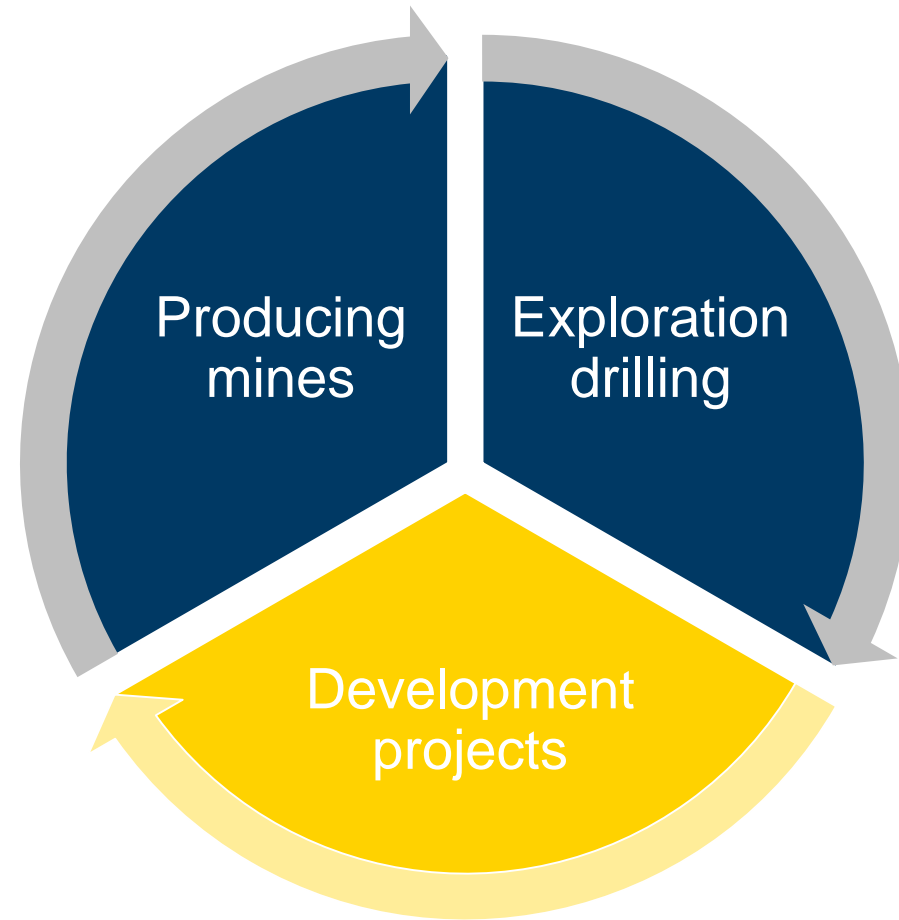 Producing
mines
Exploration
drilling
Development
projects